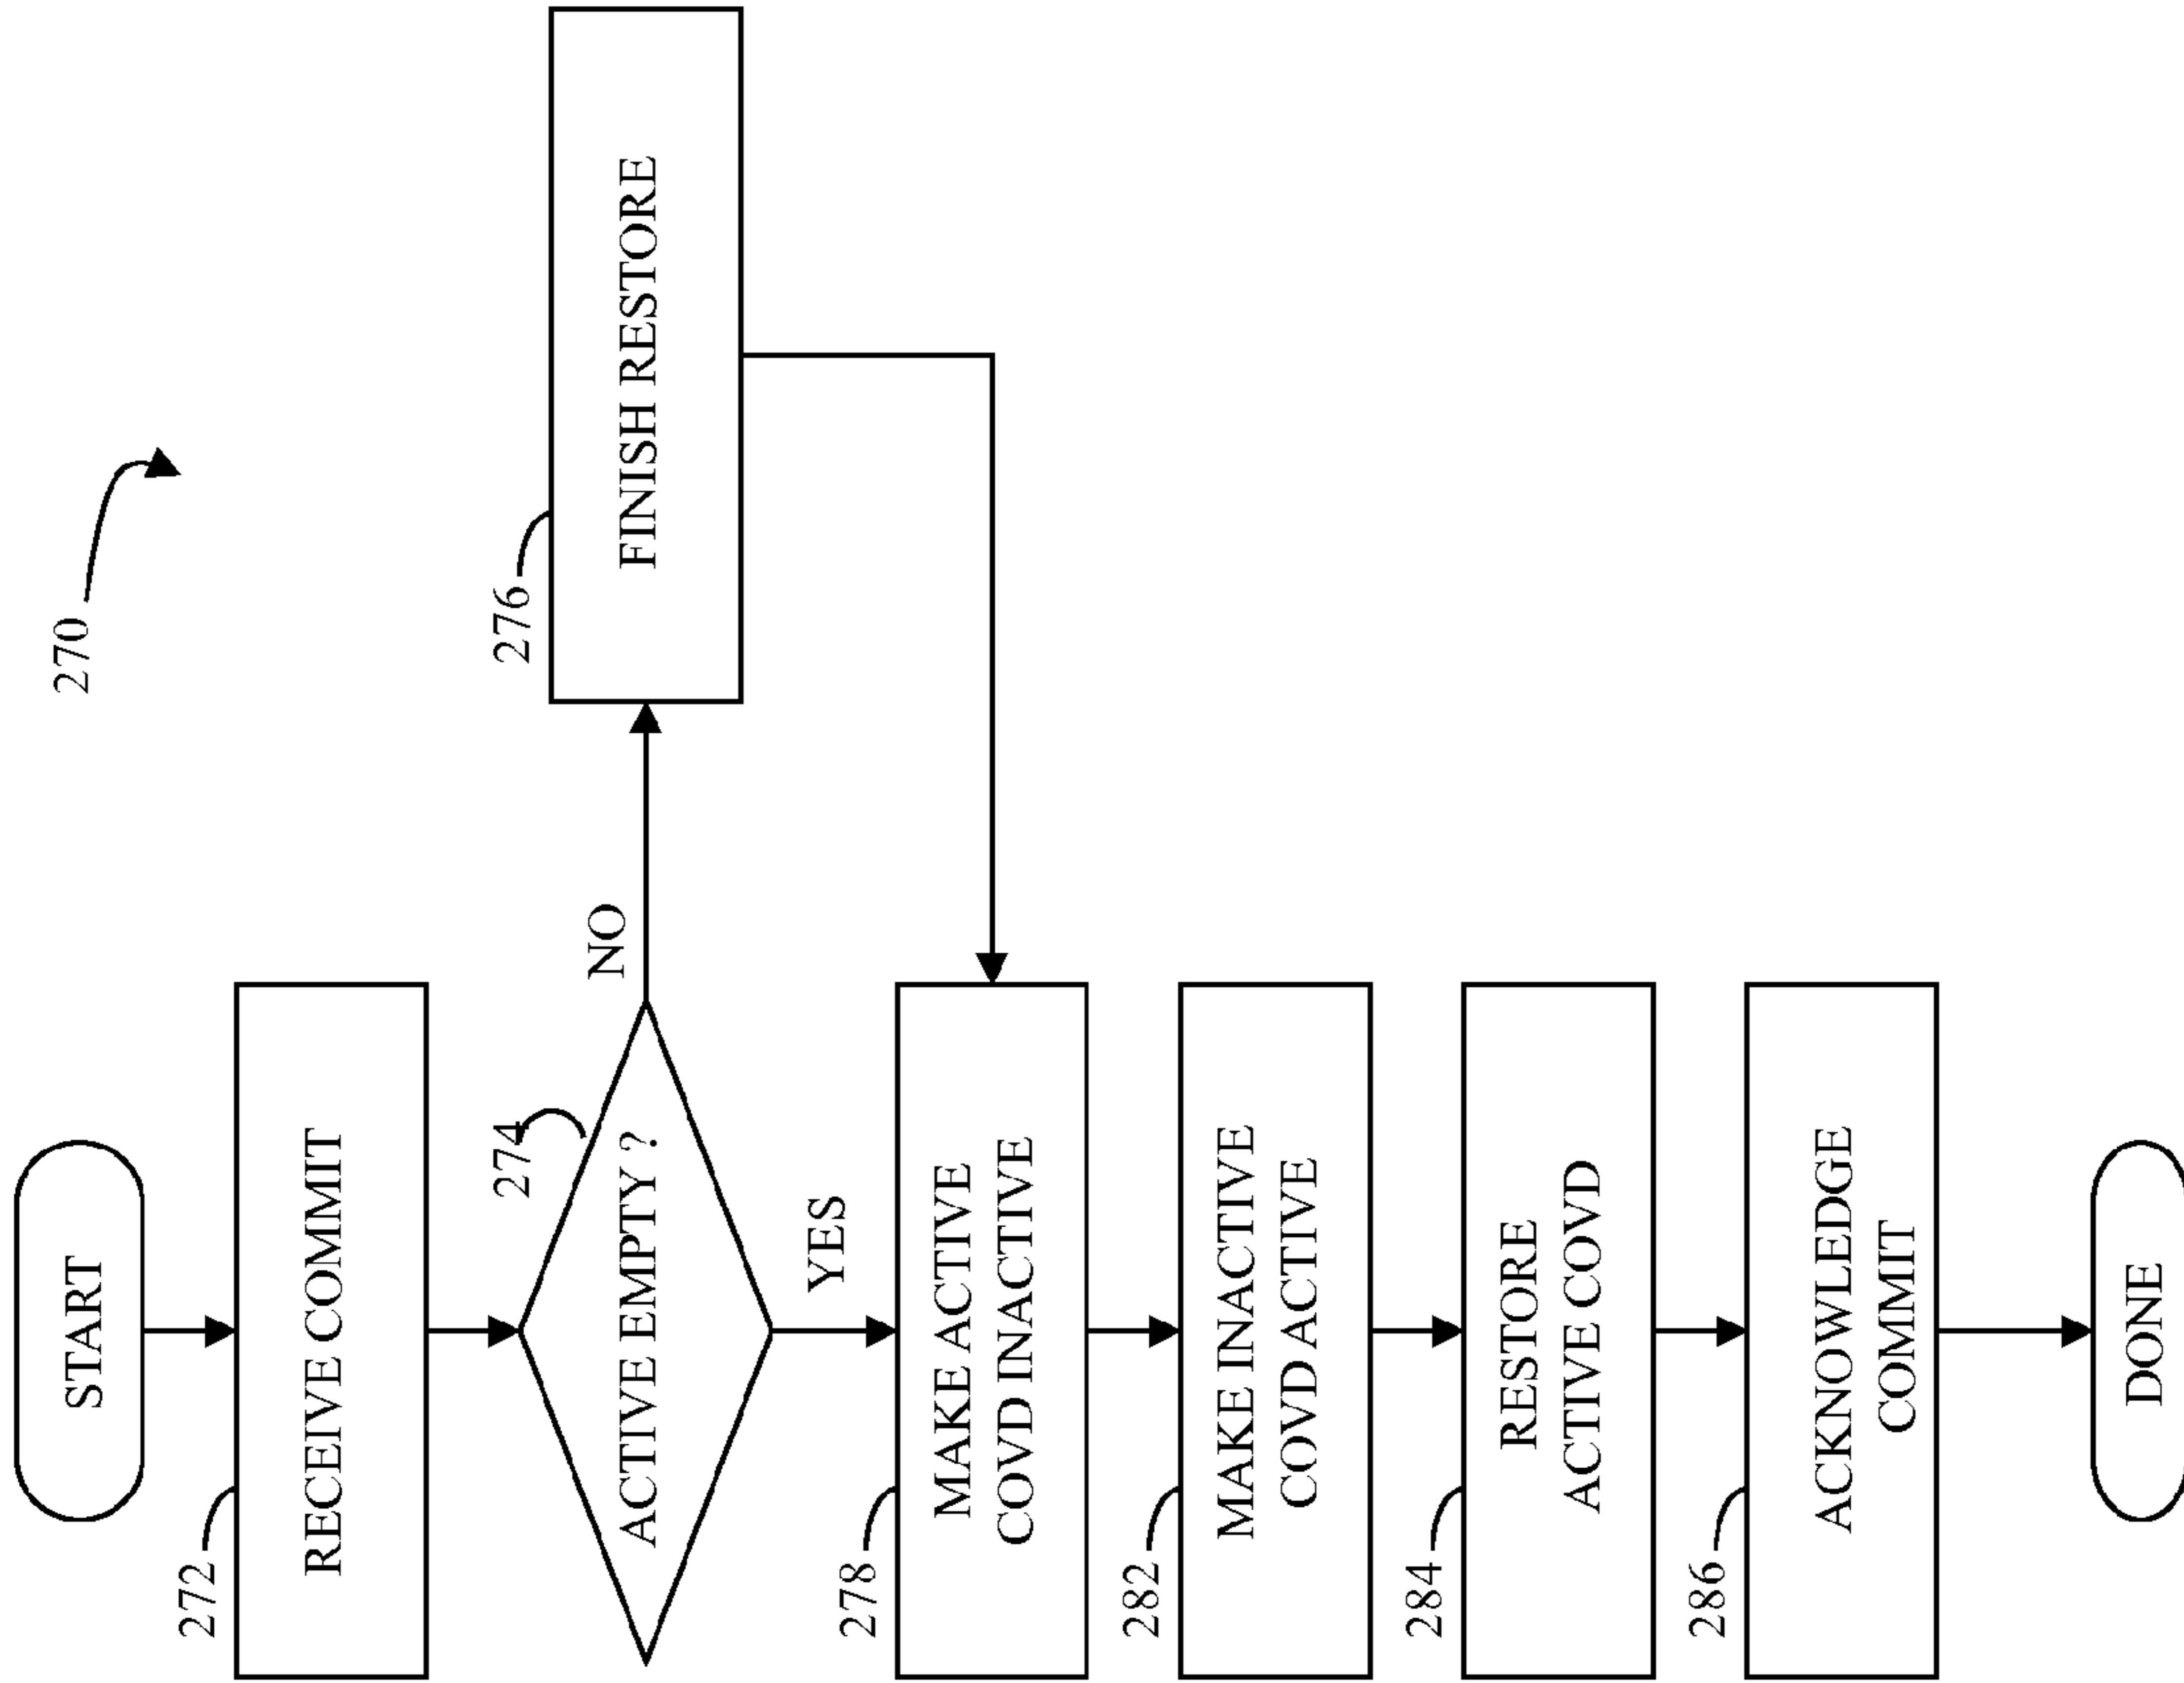 270
START
272
RECEIVE COMMIT
274
ACTIVE EMPTY ?
NO
276
FINISH RESTORE
YES
278
MAKE ACTIVE
COVD INACTIVE
282
MAKE INACTIVE
COVD ACTIVE
284
RESTORE
ACTIVE COVD
286
ACKNOWLEDGE
COMMIT
DONE